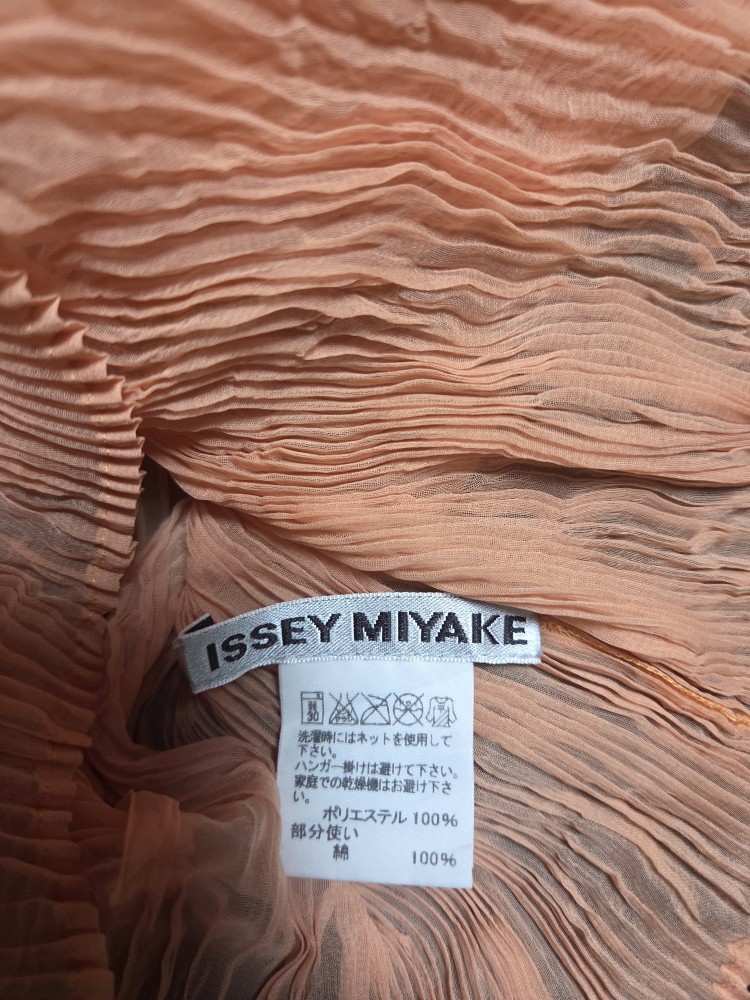 ISSEY MIYAKE
30
洗濯時にはネットを使用して
下さい。
ハンガー掛けは避けて下さい。
家庭での乾燥機はお避け下さ
い。
ポリエステル 100%
部分使い
綿 100%